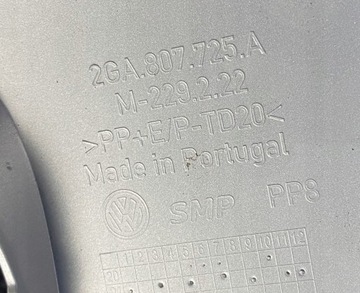 2GA.807.725.A
M-229.2.22
>PP+E/P-TD20<
Made in Portugal
SMP PP8
1 2 3 4 5 6 7 8 9 10 11 12